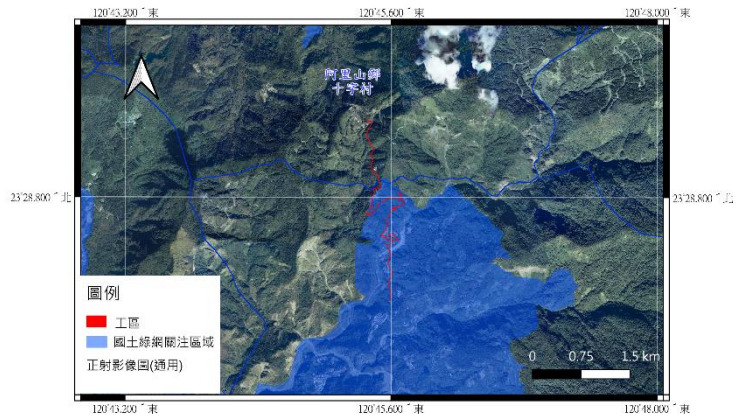 120°43.200´東
120°45.600´東
120°48.000´東
阿里山鄉
十字村
23°28.800´北
23°28.800´北
圖例
工區
國土綠網關注區域
正射影像圖(通用)
0 0.75 1.5 km
120°43.200´東
120°45.600´東
120°48.000´東